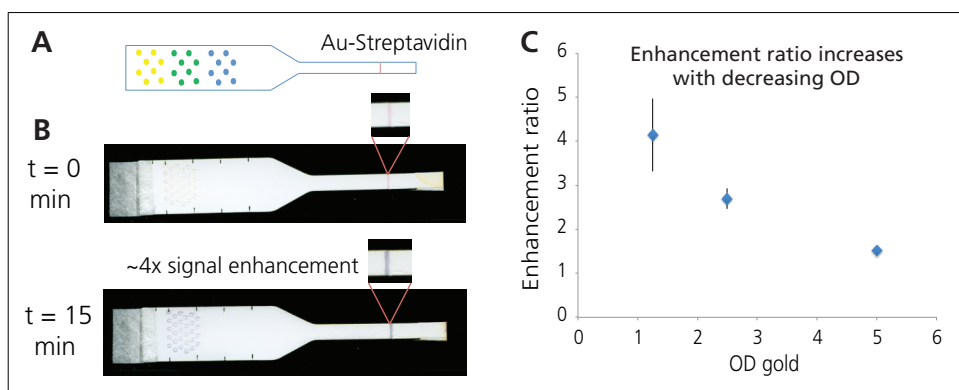 A
Au-Streptavidin
B
t = 0
min
~4x signal enhancement
t = 15
min
C
Enhancement ratio increases
with decreasing OD
Enhancement ratio
6
5
4
3
2
1
0
0 1 2 3 4 5 6
OD gold